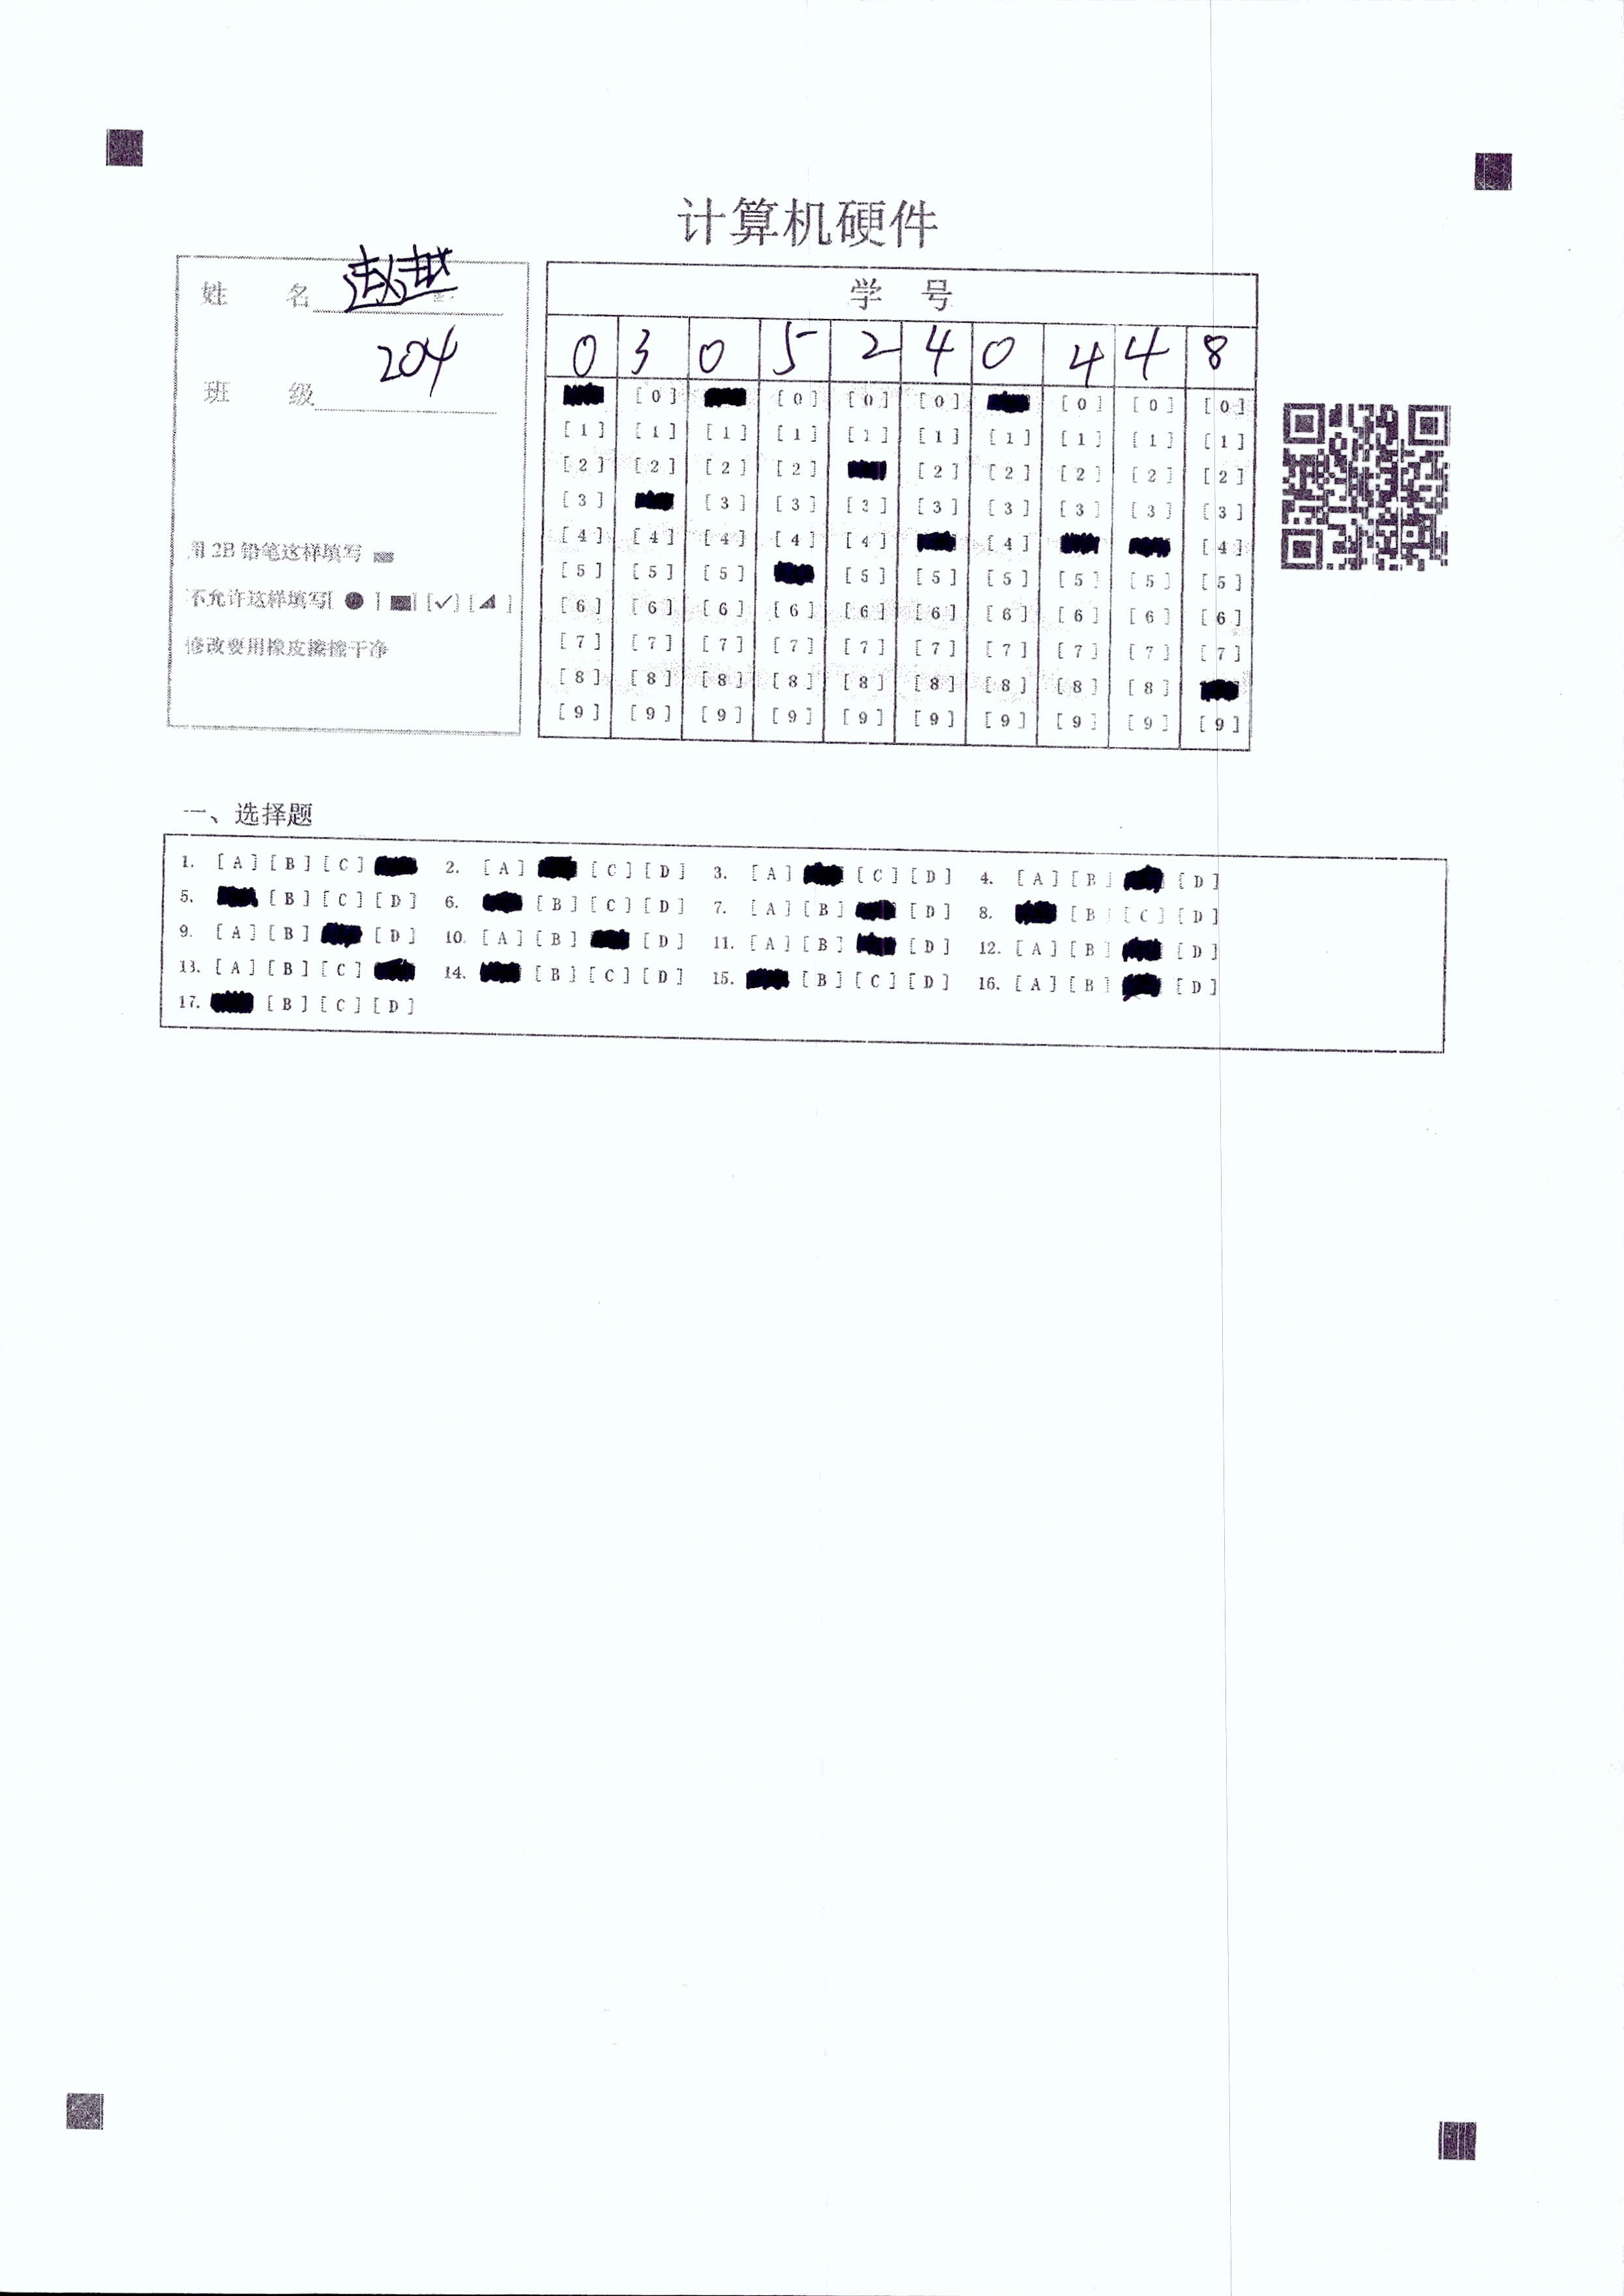 计算机硬件
姓 名 赵越
班 级 204
用 2B 铅笔这样填写
不允许这样填写[ ● ] [■] [✓] [◢ ]
修改要用橡皮擦擦干净
学 号
0 3 0 5 2 4 0 4 4 8
[0] [0] [0] [0] [0] [0] [0]
[1] [1] [1] [1] [1] [1] [1] [1] [1] [1]
[2] [2] [2] [2] [2] [2] [2] [2] [2]
[3] [3] [3] [3] [3] [3] [3] [3] [3]
[4] [4] [4] [4] [4] [4] [4]
[5] [5] [5] [5] [5] [5] [5] [5] [5]
[6] [6] [6] [6] [6] [6] [6] [6] [6] [6]
[7] [7] [7] [7] [7] [7] [7] [7] [7] [7]
[8] [8] [8] [8] [8] [8] [8] [8] [8]
[9] [9] [9] [9] [9] [9] [9] [9] [9] [9]
一、选择题
1. [A] [B] [C] 2. [A] [C] [D] 3. [A] [C] [D] 4. [A] [B] [D]
5. [B] [C] [D] 6. [B] [C] [D] 7. [A] [B] [D] 8. [B] [C] [D]
9. [A] [B] [D] 10. [A] [B] [D] 11. [A] [B] [D] 12. [A] [B] [D]
13. [A] [B] [C] 14. [B] [C] [D] 15. [B] [C] [D] 16. [A] [B] [D]
17. [B] [C] [D]